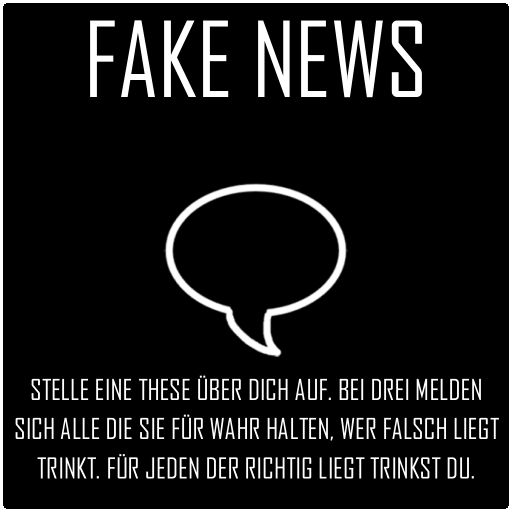 FAKE NEWS
STELLE EINE THESE ÜBER DICH AUF. BEI DREI MELDEN
SICH ALLE DIE SIE FÜR WAHR HALTEN, WER FALSCH LIEGT
TRINKT. FÜR JEDEN DER RICHTIG LIEGT TRINKST DU.